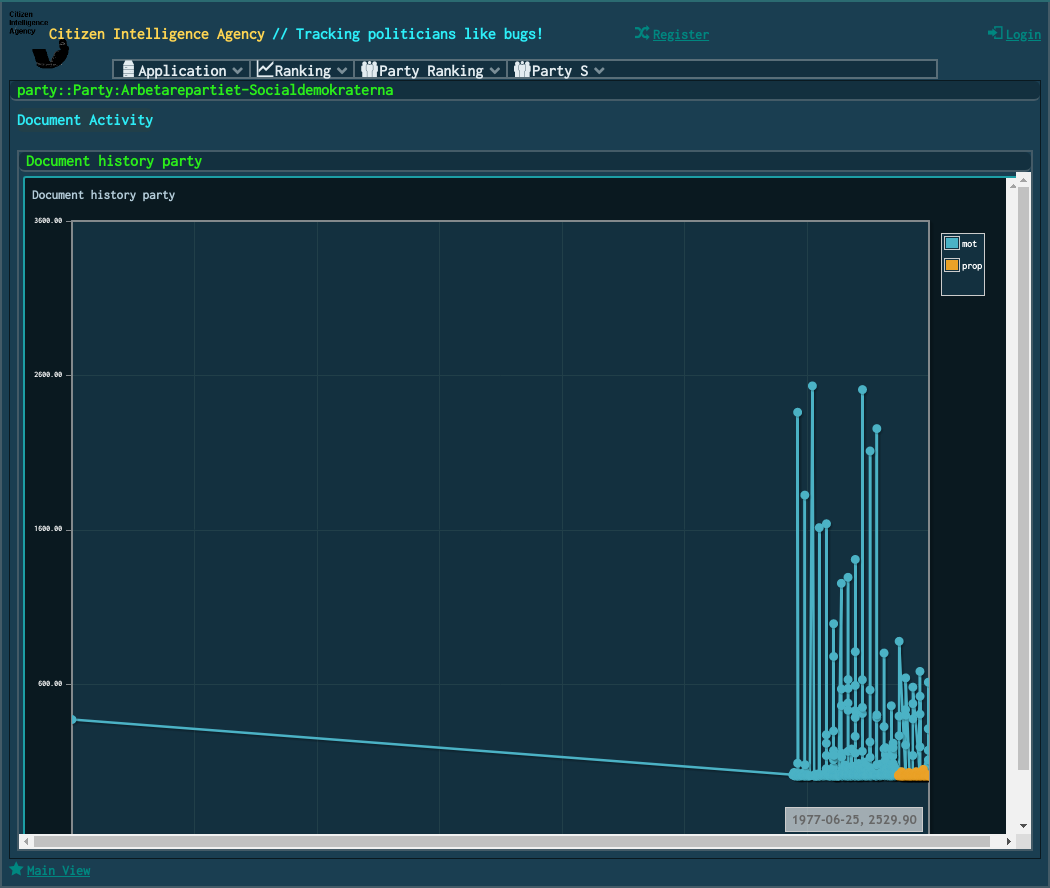 Citizen
Intelligence
Agency
Citizen Intelligence Agency // Tracking politicians like bugs!
Register
Login
Application
Ranking
Party Ranking
Party S
party::Party:Arbetarepartiet-Socialdemokraterna
Document Activity
Document history party
Document history party
3600.00
mot
prop
2600.00
1600.00
600.00
1977-06-25, 2529.90
Main View